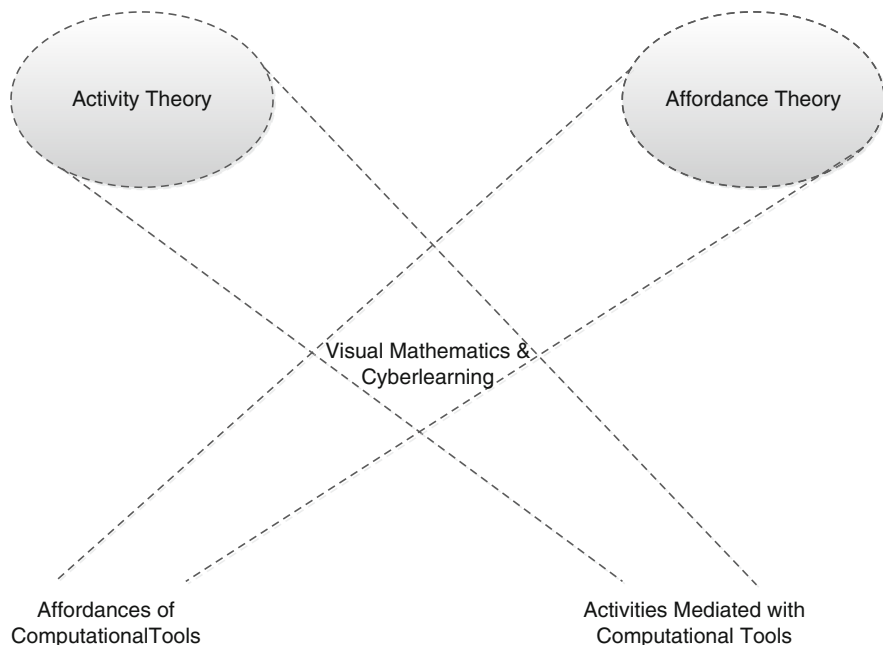 Activity Theory
Affordance Theory
Visual Mathematics &
Cyberlearning
Affordances of
ComputationalTools
Activities Mediated with
Computational Tools